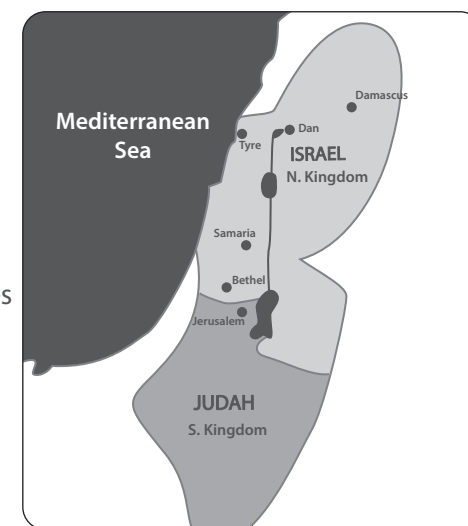 Mediterranean
Sea
Damascus
Dan
Tyre
ISRAEL
N. Kingdom
Samaria
Bethel
S
Jerusalem
JUDAH
S. Kingdom